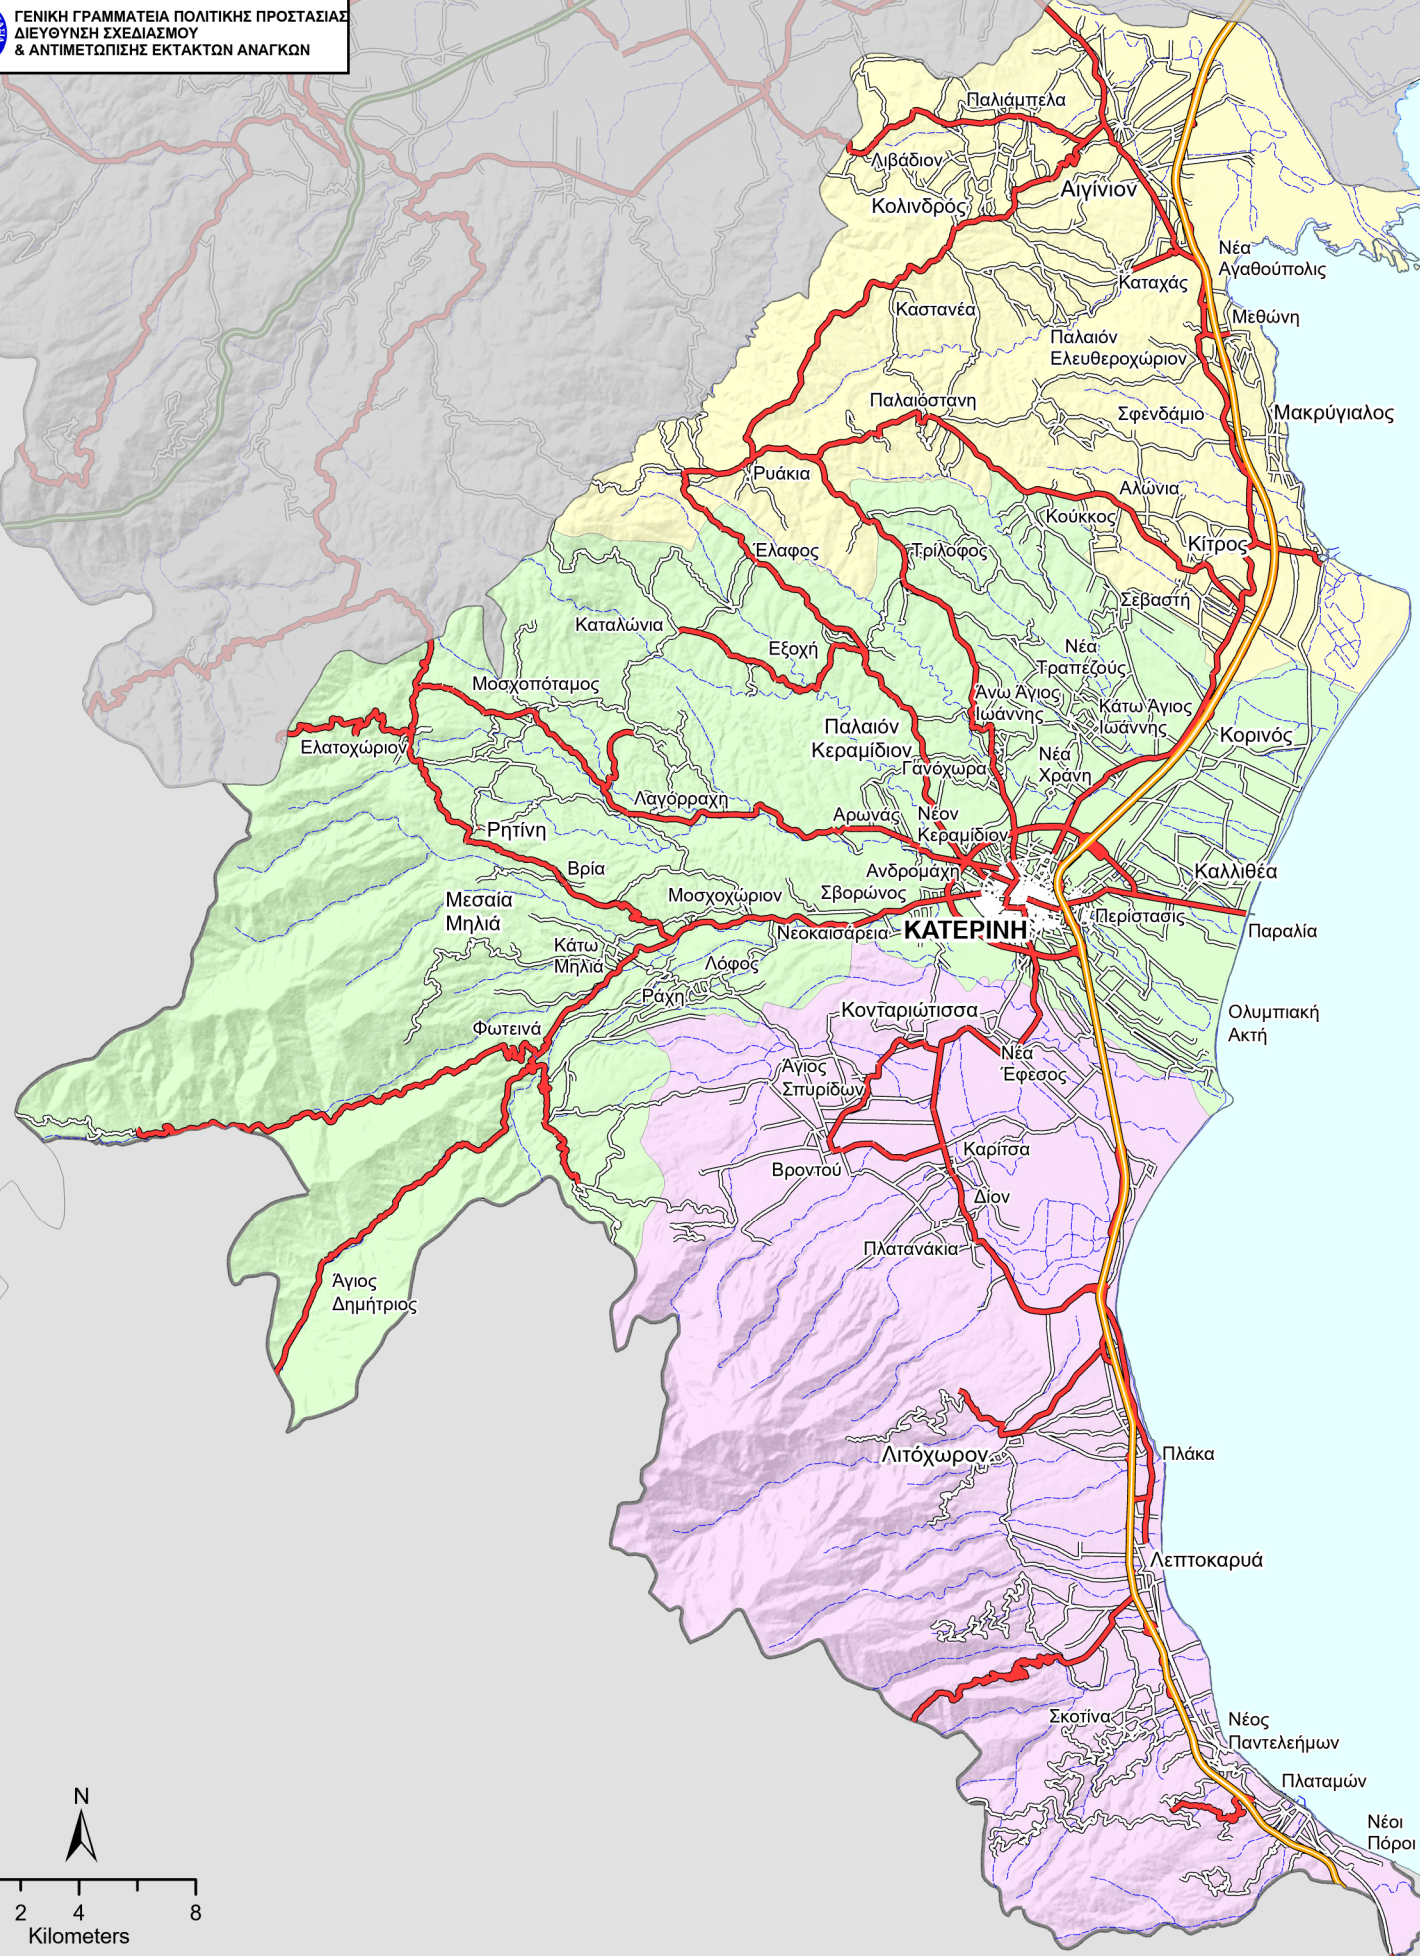 ΓΕΝΙΚΗ ΓΡΑΜΜΑΤΕΙΑ ΠΟΛΙΤΙΚΗΣ ΠΡΟΣΤΑΣΙΑΣ
ΔΙΕΥΘΥΝΣΗ ΣΧΕΔΙΑΣΜΟΥ
& ΑΝΤΙΜΕΤΩΠΙΣΗΣ ΕΚΤΑΚΤΩΝ ΑΝΑΓΚΩΝ
Παλιάμπελα
Λιβάδιον
Αιγίνιον
Κολινδρός
Νέα
Αγαθούπολις
Καταχάς
Καστανέα
Μεθώνη
Παλαιόν
Ελευθεροχώριον
Παλαιόστανη
Σφενδάμιο
Μακρύγιαλος
Ρυάκια
Αλώνια
Κούκκος
Κίτρος
Έλαφος
Τρίλοφος
Σεβαστή
Καταλώνια
Εξοχή
Νέα
Τραπεζούς
Μοσχοπόταμος
Άνω Άγιος
Ιωάννης
Κάτω Άγιος
Ιωάννης
Παλαιόν
Κεραμίδιον
Ελατοχώριον
Κορινός
Γανόχωρα
Νέα
Χράνη
Λαγόρραχη
Αρωνάς
Νέον
Κεραμίδιον
Ρητίνη
Βρία
Ανδρομάχη
Καλλιθέα
Μεσαία
Μηλιά
Μοσχοχώριον
Σβορώνος
Περίστασις
Νεοκαισάρεια
ΚΑΤΕΡΙΝΗ
Παραλία
Κάτω
Μηλιά
Λόφος
Ράχη
Κονταριώτισσα
Ολυμπιακή
Ακτή
Φωτεινά
Νέα
Έφεσος
Άγιος
Σπυρίδων
Καρίτσα
Βροντού
Δίον
Πλατανάκια
Άγιος
Δημήτριος
Λιτόχωρον
Πλάκα
Λεπτοκαρυά
Σκοτίνα
Νέος
Παντελεήμων
Πλαταμών
Νέοι
Πόροι
N
2 4 8
Kilometers